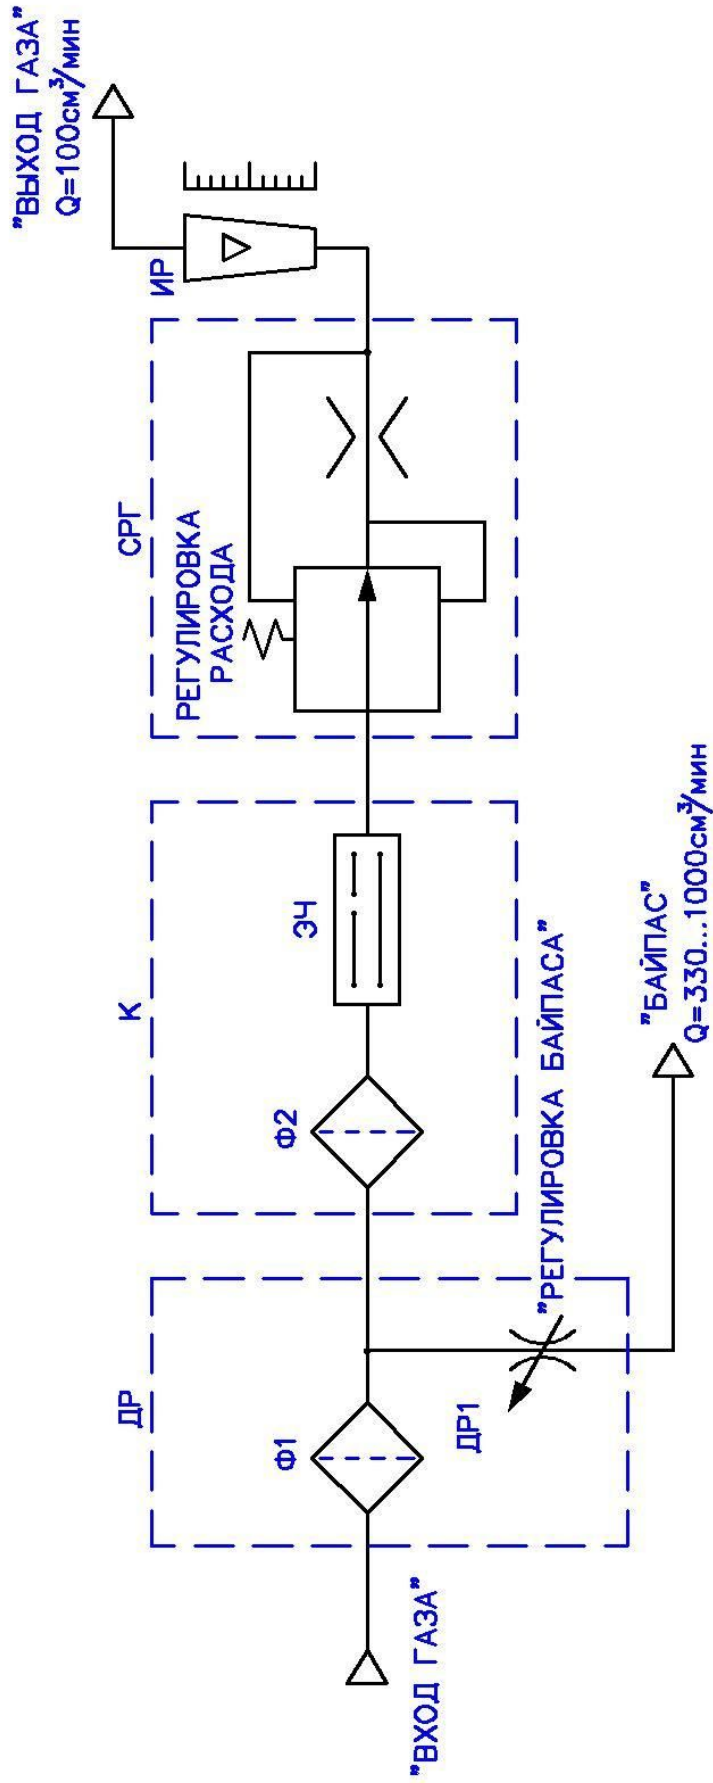 "ВХОД ГАЗА"
ДР
Ф1
ДР1
"РЕГУЛИРОВКА БАЙПАСА"
"БАЙПАС"
Q=330...1000см³/мин
К
Ф2
ЭЧ
СРГ
РЕГУЛИРОВКА
РАСХОДА
ИР
"ВЫХОД ГАЗА"
Q=100см³/мин